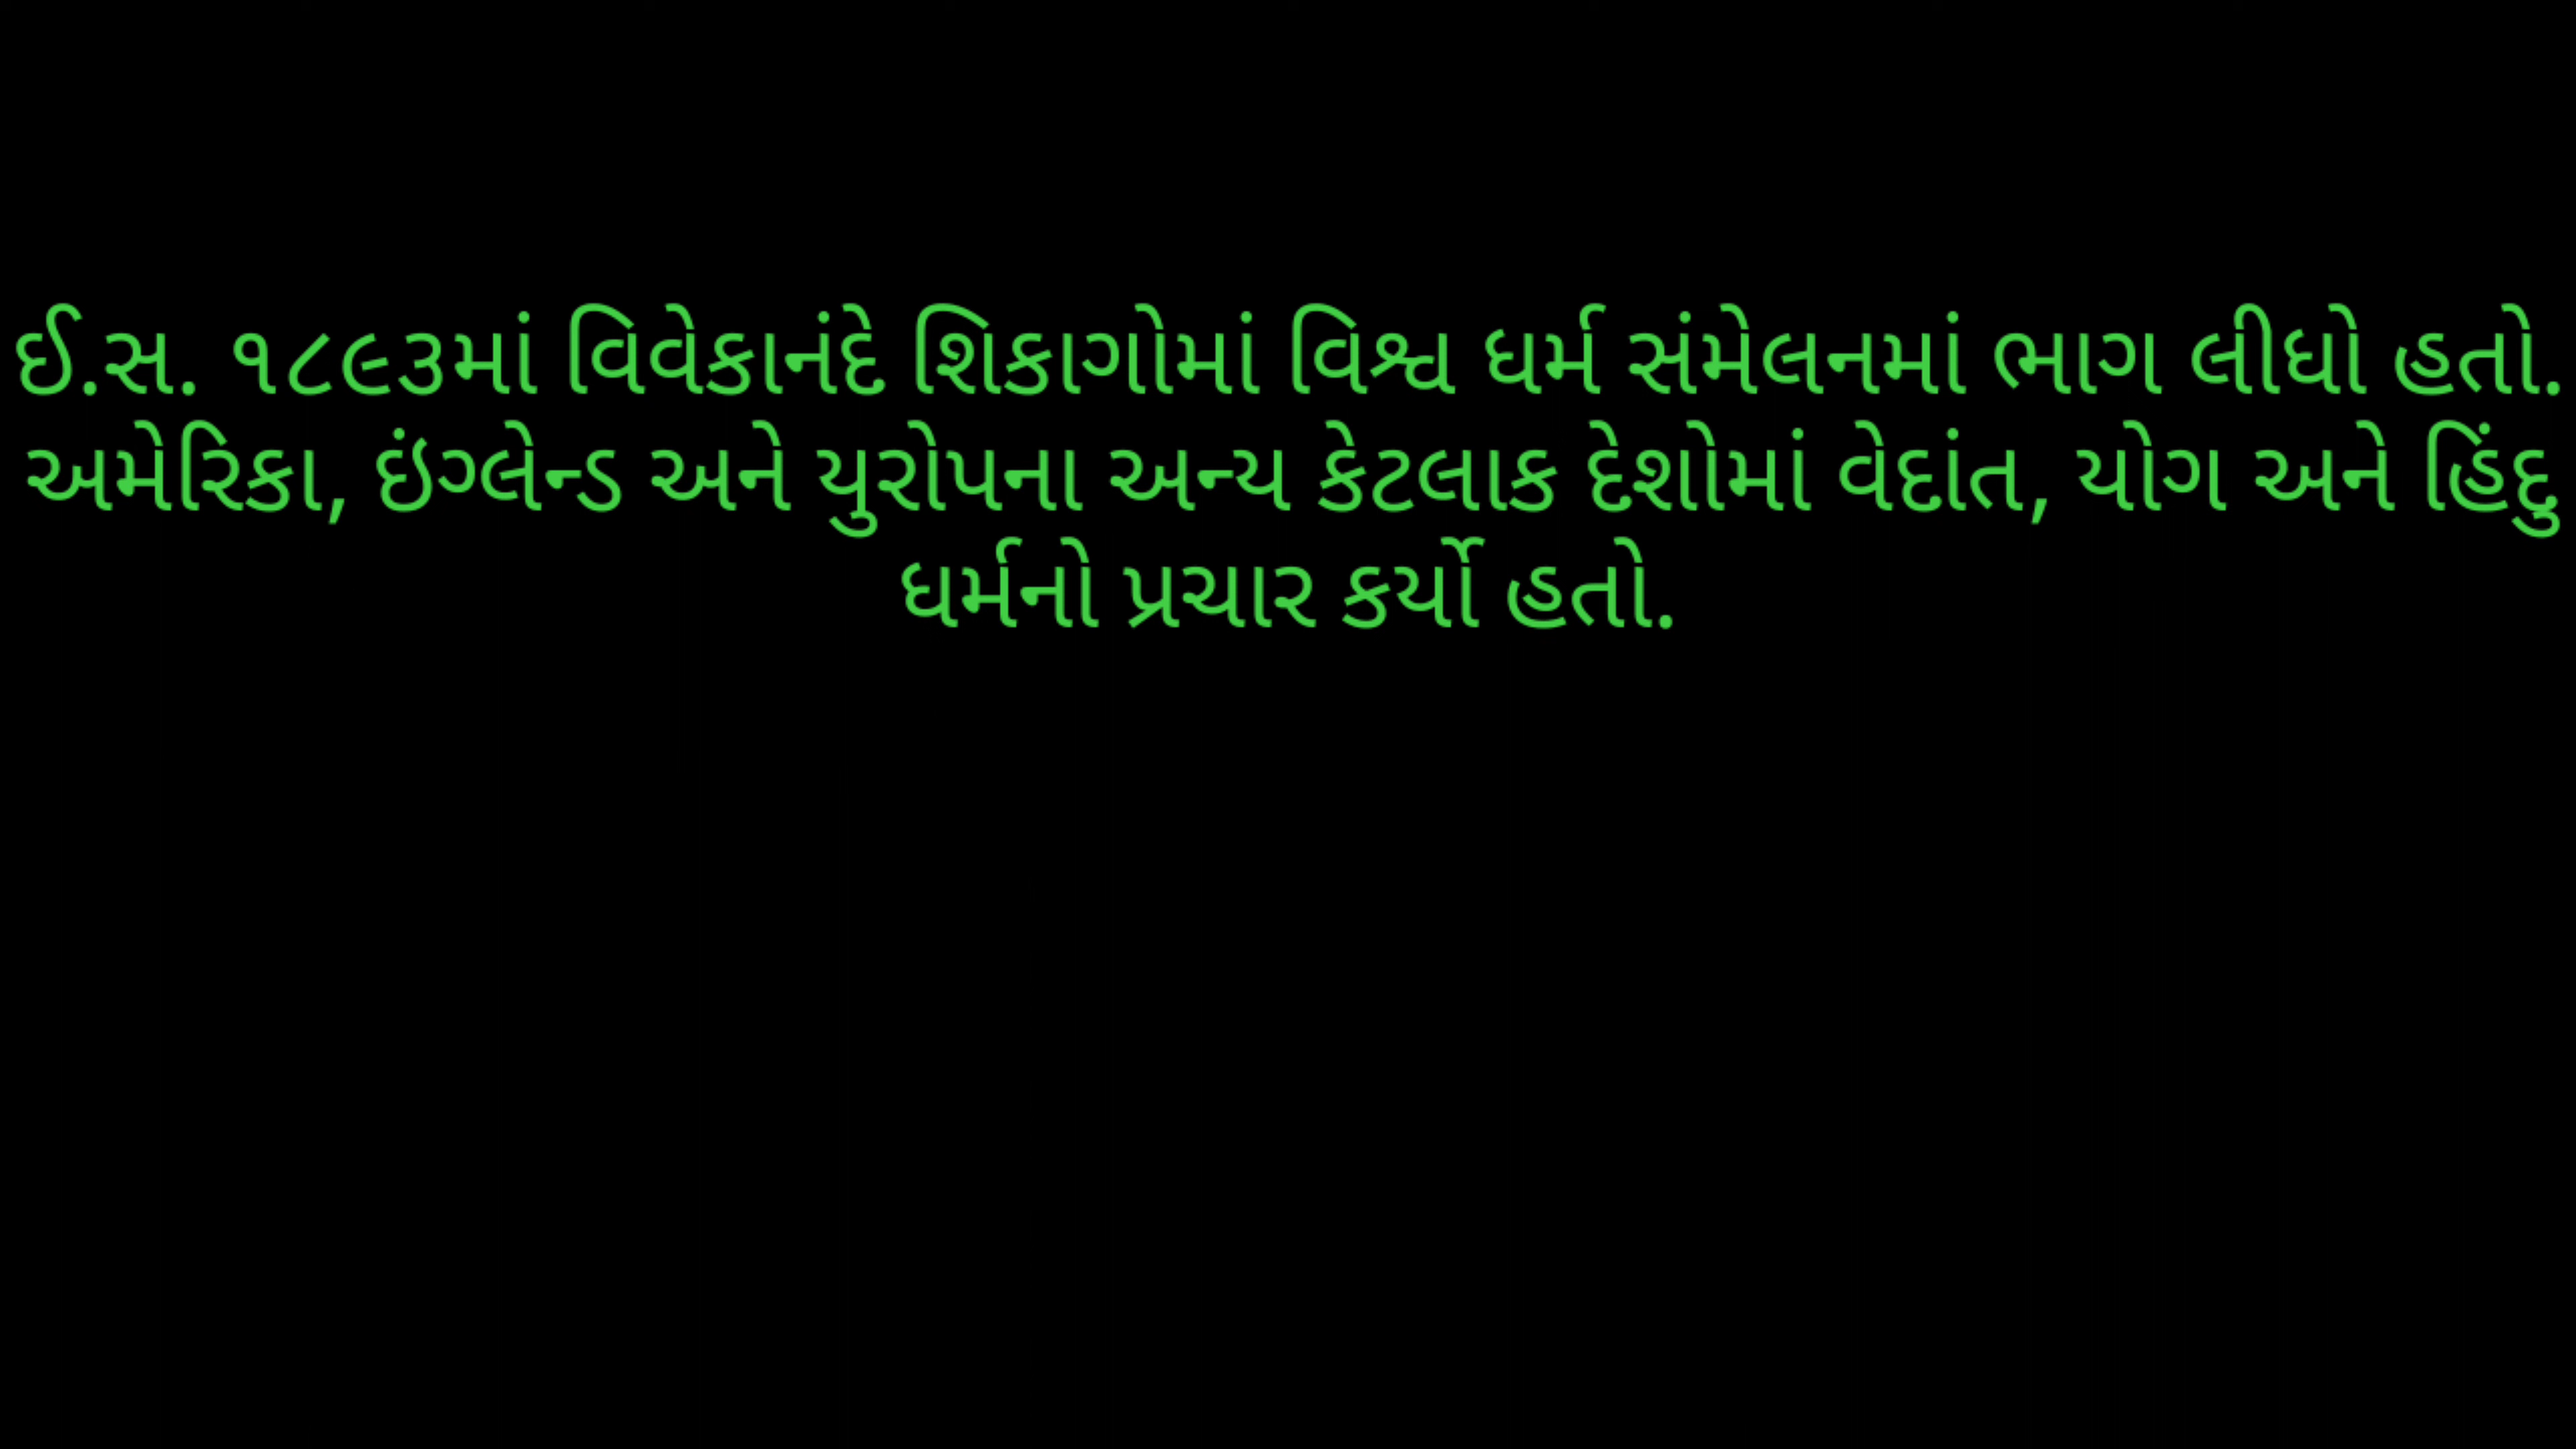 ઈ.સ. ૧૮૯૩માં વિવેકાનંદે શિકાગોમાં વિશ્વ ધર્મ સંમેલનમાં ભાગ લીધો હતો.
અમેરિકા, ઇંગ્લેન્ડ અને યુરોપના અન્ય કેટલાક દેશોમાં વેદાંત, યોગ અને હિંદુ
ધર્મનો પ્રચાર કર્યો હતો.